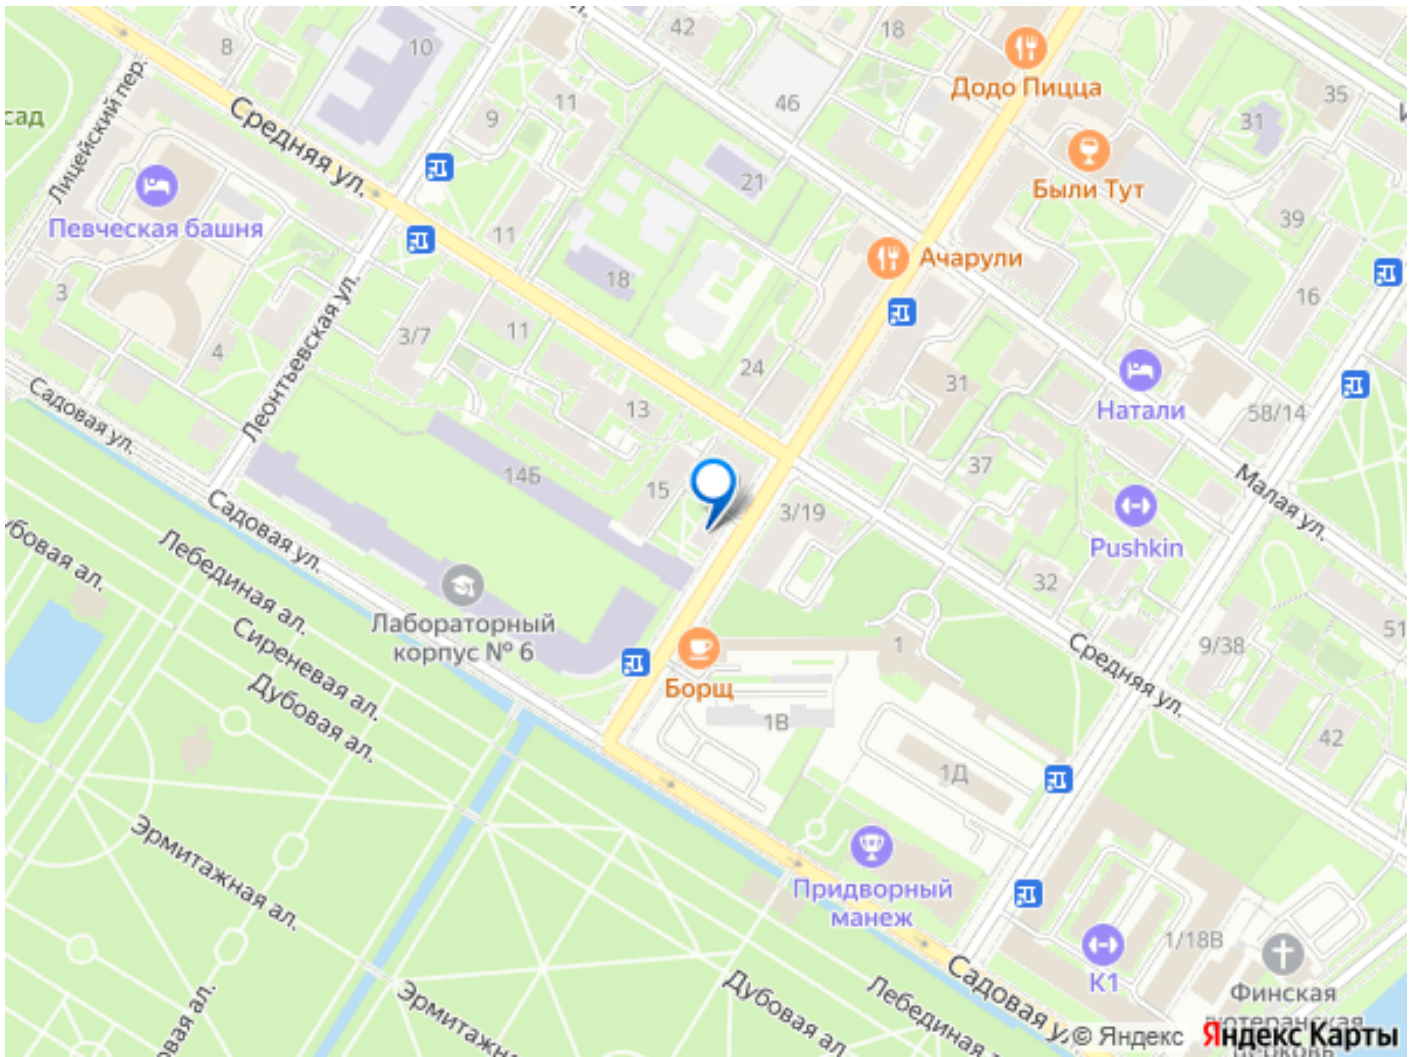 42
18
8
10
Додо Пицца
Лицейский пер.
сад
Средняя ул.
9
11
46
35
31
21
Были Тут
Певческая башня
39
11
Ачарули
18
3
16
Леонтьевская ул.
3/7
11
4
24
31
Натали
58/14
Садовая ул.
13
14Б
15
37
Малая ул.
3/19
Pushkin
Садовая ул.
Лебединая ал.
32
Лабораторный
корпус № 6
Сиреневая ал.
Дубовая ал.
1
9/38
51
Средняя ул.
Борщ
1В
42
1Д
Эрмитажная ал.
Придворный
манеж
1/18В
К1
Садовая
Финская
лютеранская
церковь
Дубовая ал.
Лебединая ал.
© Яндекс
Яндекс Карты